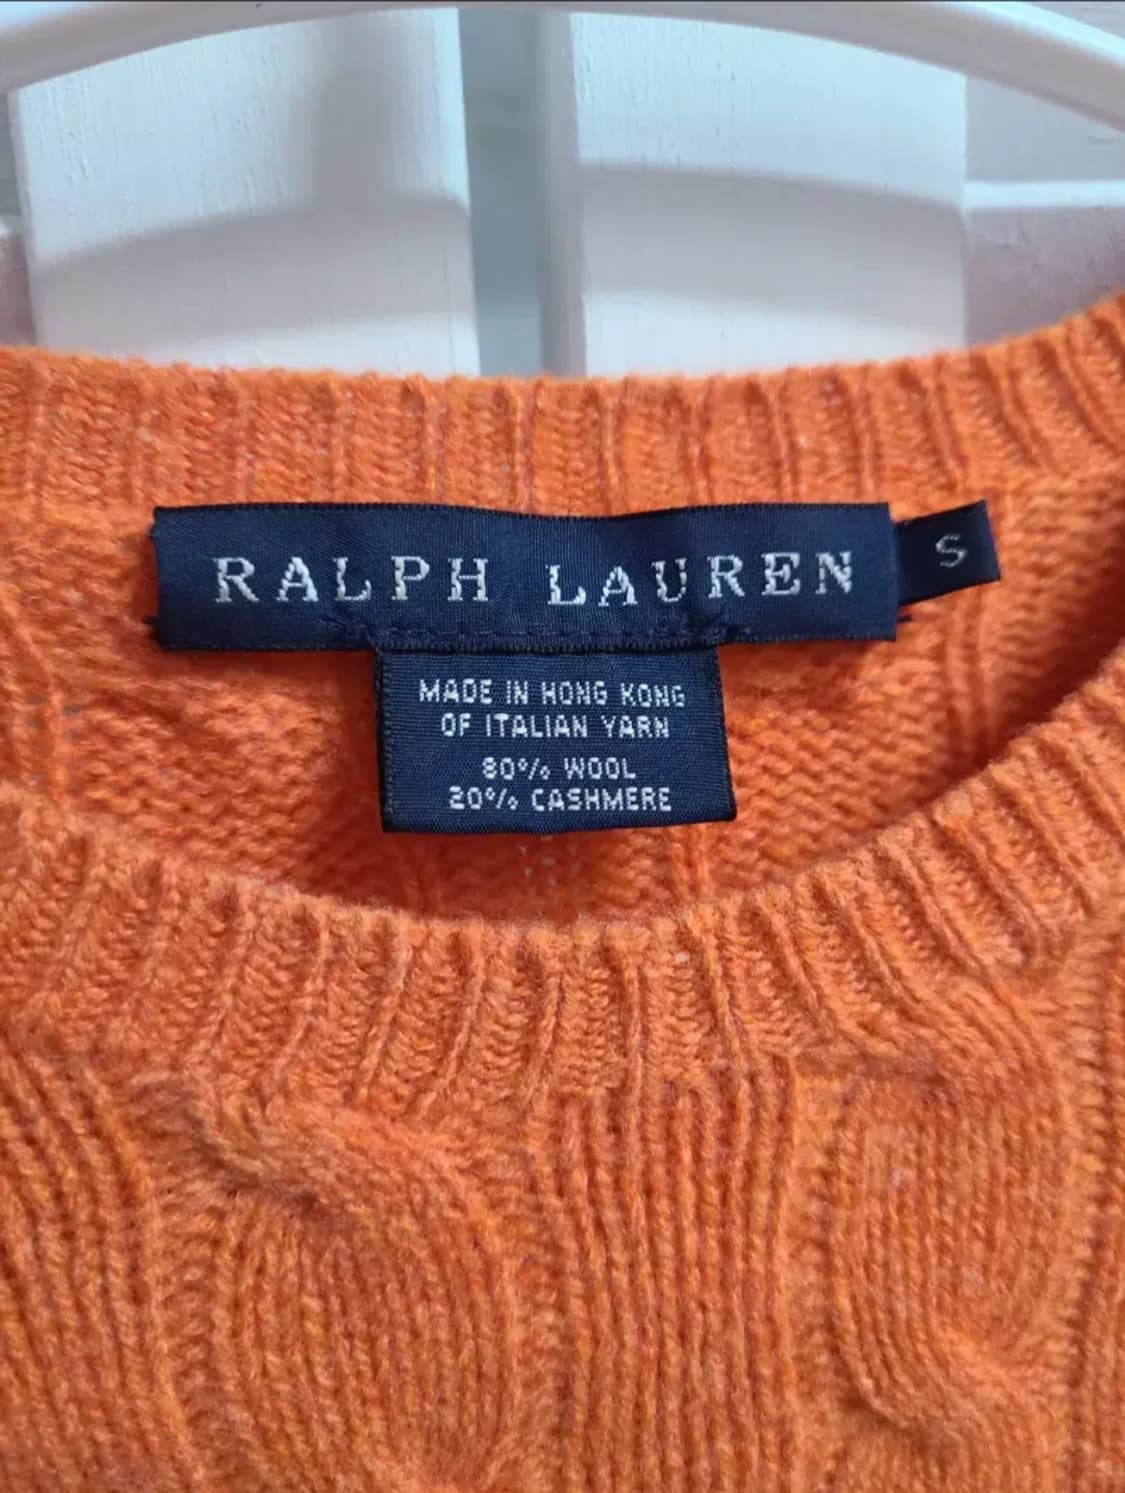 RALPH LAUREN
S
MADE IN HONG KONG
OF ITALIAN YARN
80% WOOL
20% CASHMERE